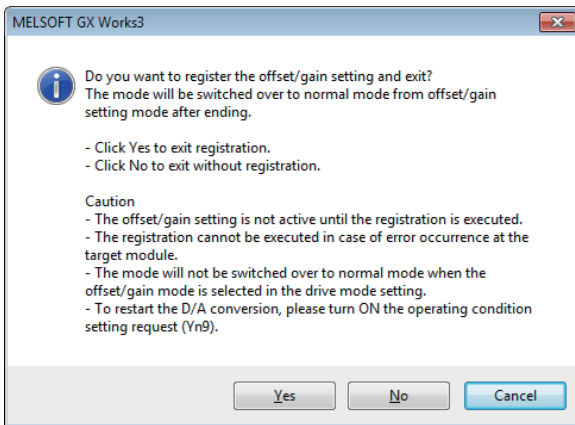 MELSOFT GX Works3
Do you want to register the offset/gain setting and exit?
The mode will be switched over to normal mode from offset/gain
setting mode after ending.
- Click Yes to exit registration.
- Click No to exit without registration.
Caution
- The offset/gain setting is not active until the registration is executed.
- The registration cannot be executed in case of error occurrence at the
target module.
- The mode will not be switched over to normal mode when the
offset/gain mode is selected in the drive mode setting.
- To restart the D/A conversion, please turn ON the operating condition
setting request (Yn9).
Yes No Cancel